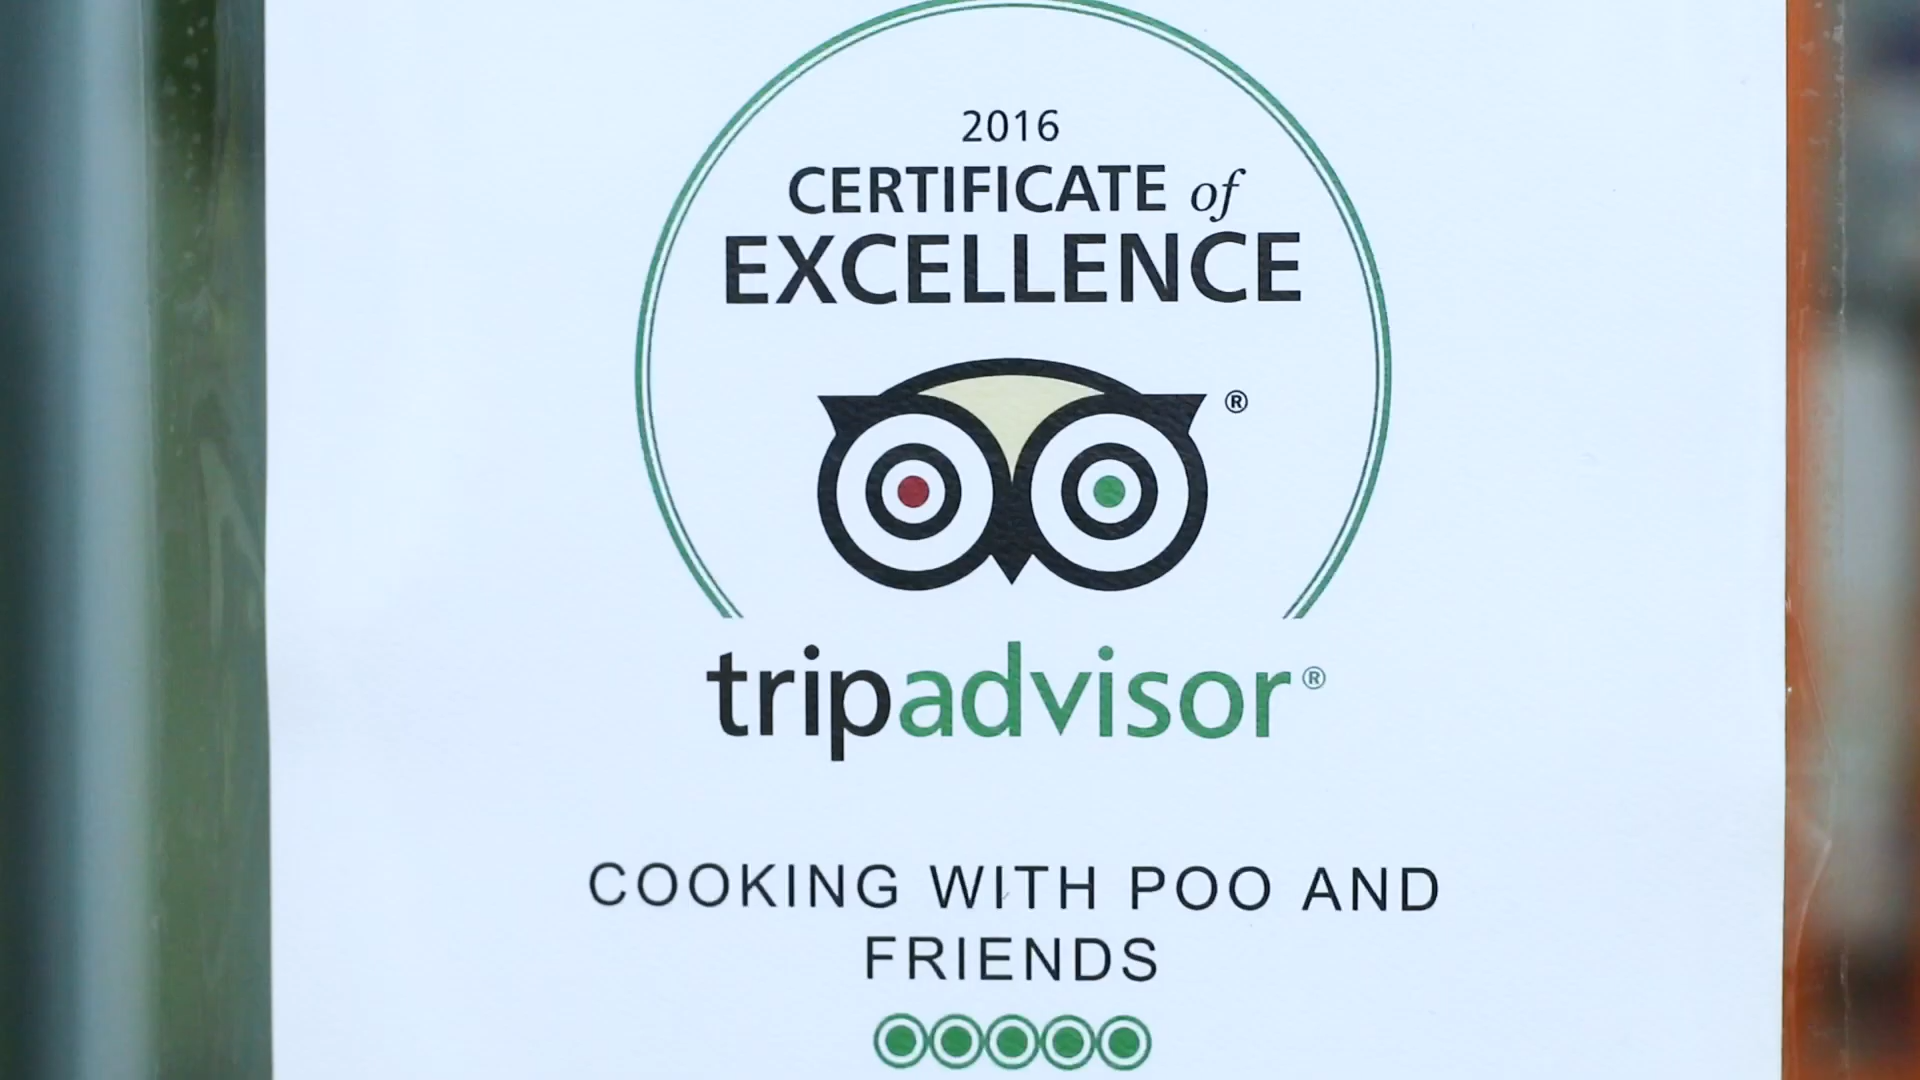 2016
CERTIFICATE of
EXCELLENCE
®
tripadvisor®
COOKING WITH POO AND
FRIENDS